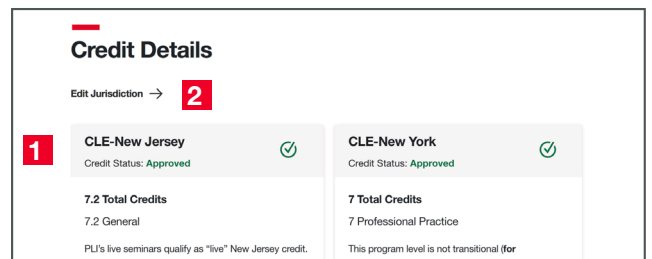 Credit Details
Edit Jurisdiction →
2
1
CLE-New Jersey
Credit Status: Approved
7.2 Total Credits
7.2 General
PLI's live seminars qualify as “live” New Jersey credit.
CLE-New York
Credit Status: Approved
7 Total Credits
7 Professional Practice
This program level is not transitional (for